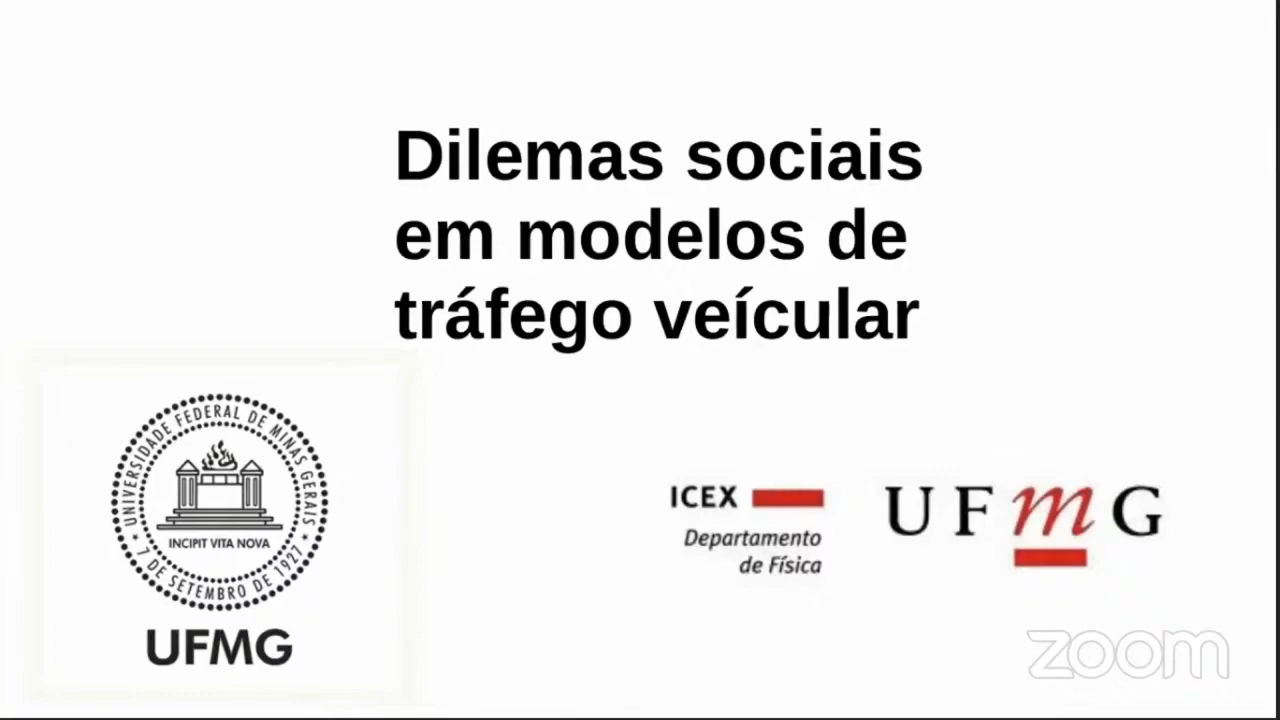 Dilemas sociais
em modelos de
tráfego veícular
UNIVERSIDADE FEDERAL DE MINAS GERAIS
INCIPIT VITA NOVA
★ 7 DE SETEMBRO DE 1927 ★
UFMG
ICEX
Departamento
de Física
UFmG
zoom